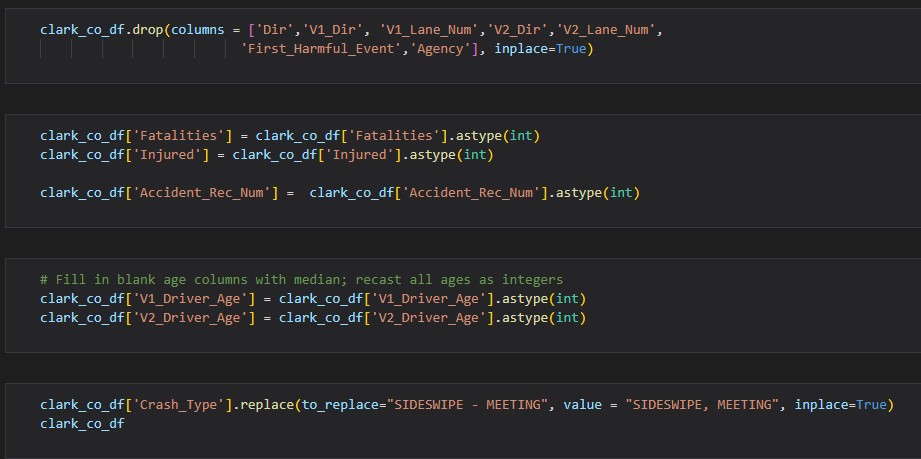 clark_co_df.drop(columns = ['Dir','V1_Dir', 'V1_Lane_Num','V2_Dir','V2_Lane_Num',
'First_Harmful_Event','Agency'], inplace=True)
clark_co_df['Fatalities'] = clark_co_df['Fatalities'].astype(int)
clark_co_df['Injured'] = clark_co_df['Injured'].astype(int)
clark_co_df['Accident_Rec_Num'] =  clark_co_df['Accident_Rec_Num'].astype(int)
# Fill in blank age columns with median; recast all ages as integers
clark_co_df['V1_Driver_Age'] = clark_co_df['V1_Driver_Age'].astype(int)
clark_co_df['V2_Driver_Age'] = clark_co_df['V2_Driver_Age'].astype(int)
clark_co_df['Crash_Type'].replace(to_replace="SIDESWIPE - MEETING", value = "SIDESWIPE, MEETING", inplace=True)
clark_co_df